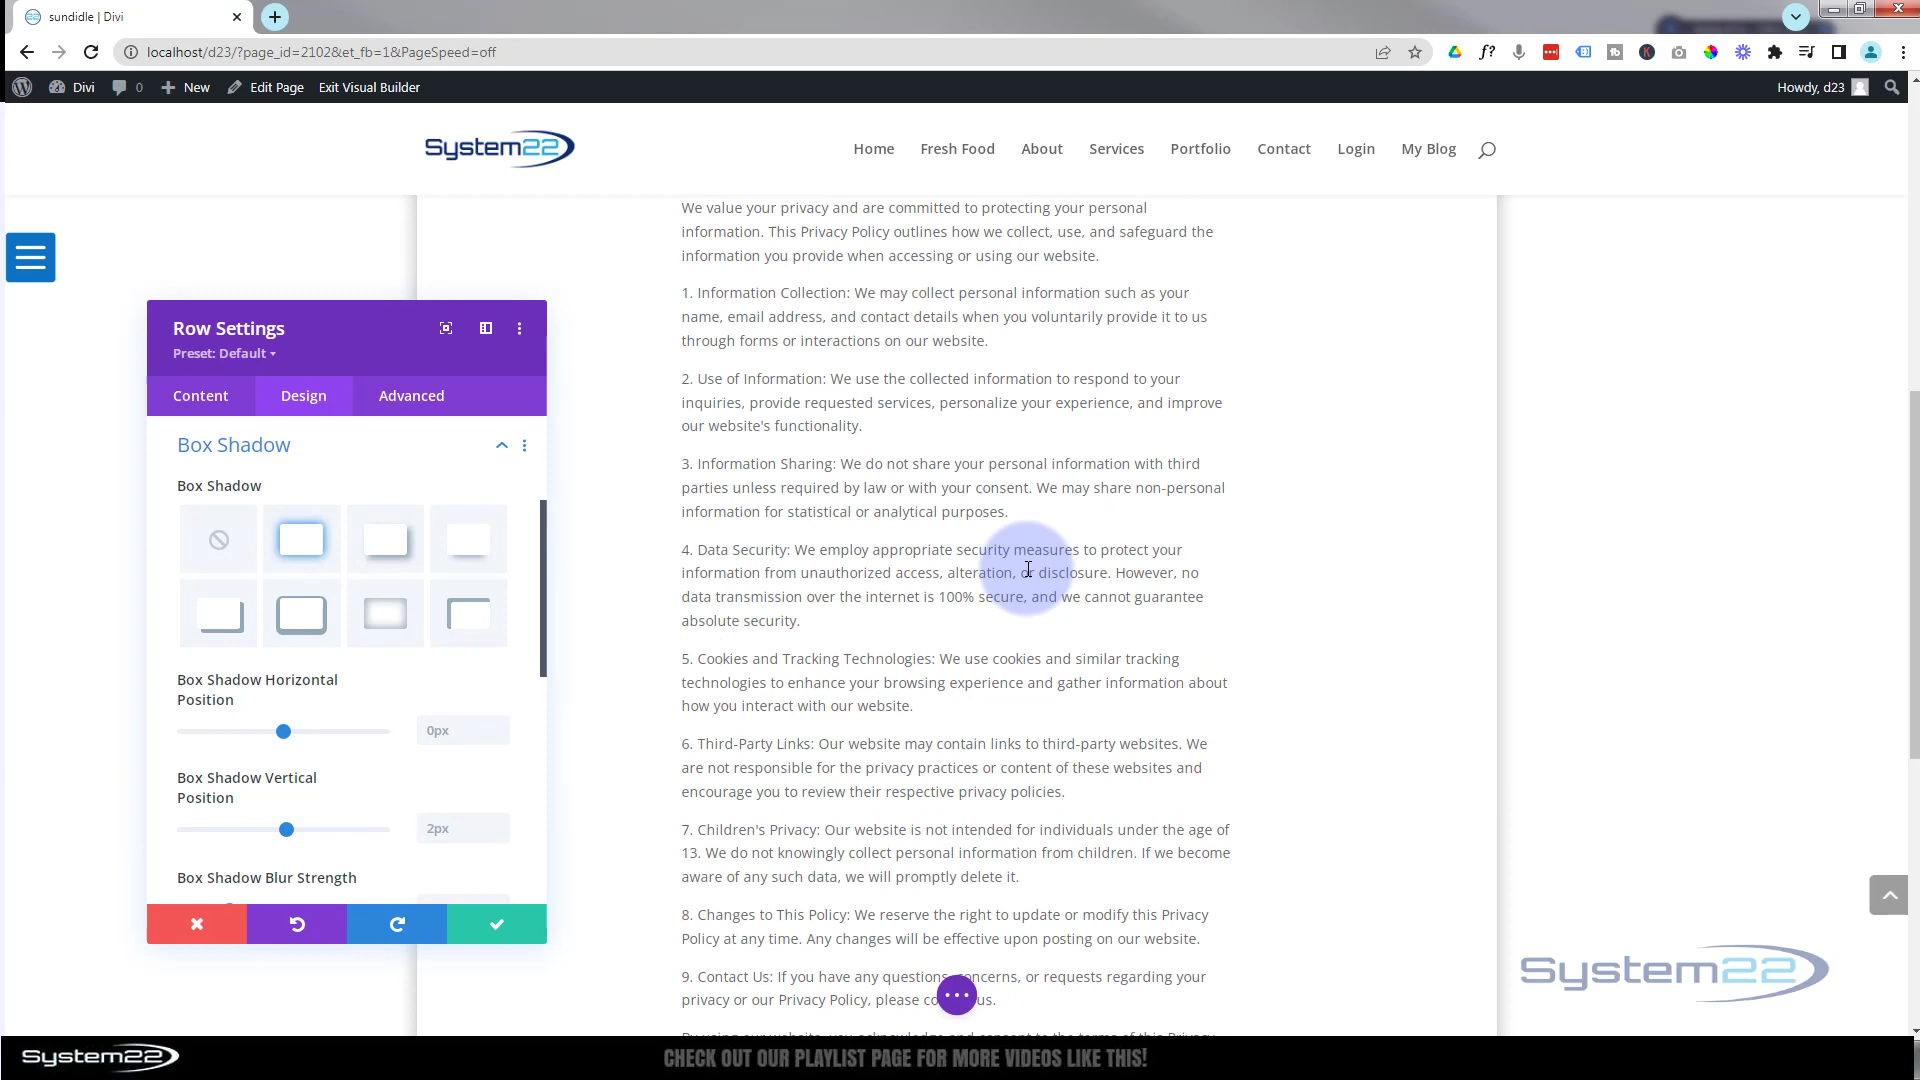 sundidle | Divi
localhost/d23/?page_id=2102&et_fb=1&PageSpeed=off
Divi 0 New Edit Page Exit Visual Builder Howdy, d23
System22
Home Fresh Food About Services Portfolio Contact Login My Blog
We value your privacy and are committed to protecting your personal
information. This Privacy Policy outlines how we collect, use, and safeguard the
information you provide when accessing or using our website.
1. Information Collection: We may collect personal information such as your
name, email address, and contact details when you voluntarily provide it to us
through forms or interactions on our website.
2. Use of Information: We use the collected information to respond to your
inquiries, provide requested services, personalize your experience, and improve
our website's functionality.
3. Information Sharing: We do not share your personal information with third
parties unless required by law or with your consent. We may share non-personal
information for statistical or analytical purposes.
4. Data Security: We employ appropriate security measures to protect your
information from unauthorized access, alteration, or disclosure. However, no
data transmission over the internet is 100% secure, and we cannot guarantee
absolute security.
5. Cookies and Tracking Technologies: We use cookies and similar tracking
technologies to enhance your browsing experience and gather information about
how you interact with our website.
6. Third-Party Links: Our website may contain links to third-party websites. We
are not responsible for the privacy practices or content of these websites and
encourage you to review their respective privacy policies.
7. Children's Privacy: Our website is not intended for individuals under the age of
13. We do not knowingly collect personal information from children. If we become
aware of any such data, we will promptly delete it.
8. Changes to This Policy: We reserve the right to update or modify this Privacy
Policy at any time. Any changes will be effective upon posting on our website.
9. Contact Us: If you have any questions, concerns, or requests regarding your
privacy or our Privacy Policy, please us.
Row Settings
Preset: Default
Content Design Advanced
Box Shadow
Box Shadow
Box Shadow Horizontal
Position
0px
Box Shadow Vertical
Position
2px
Box Shadow Blur Strength
System22
System22
CHECK OUT OUR PLAYLIST PAGE FOR MORE VIDEOS LIKE THIS!